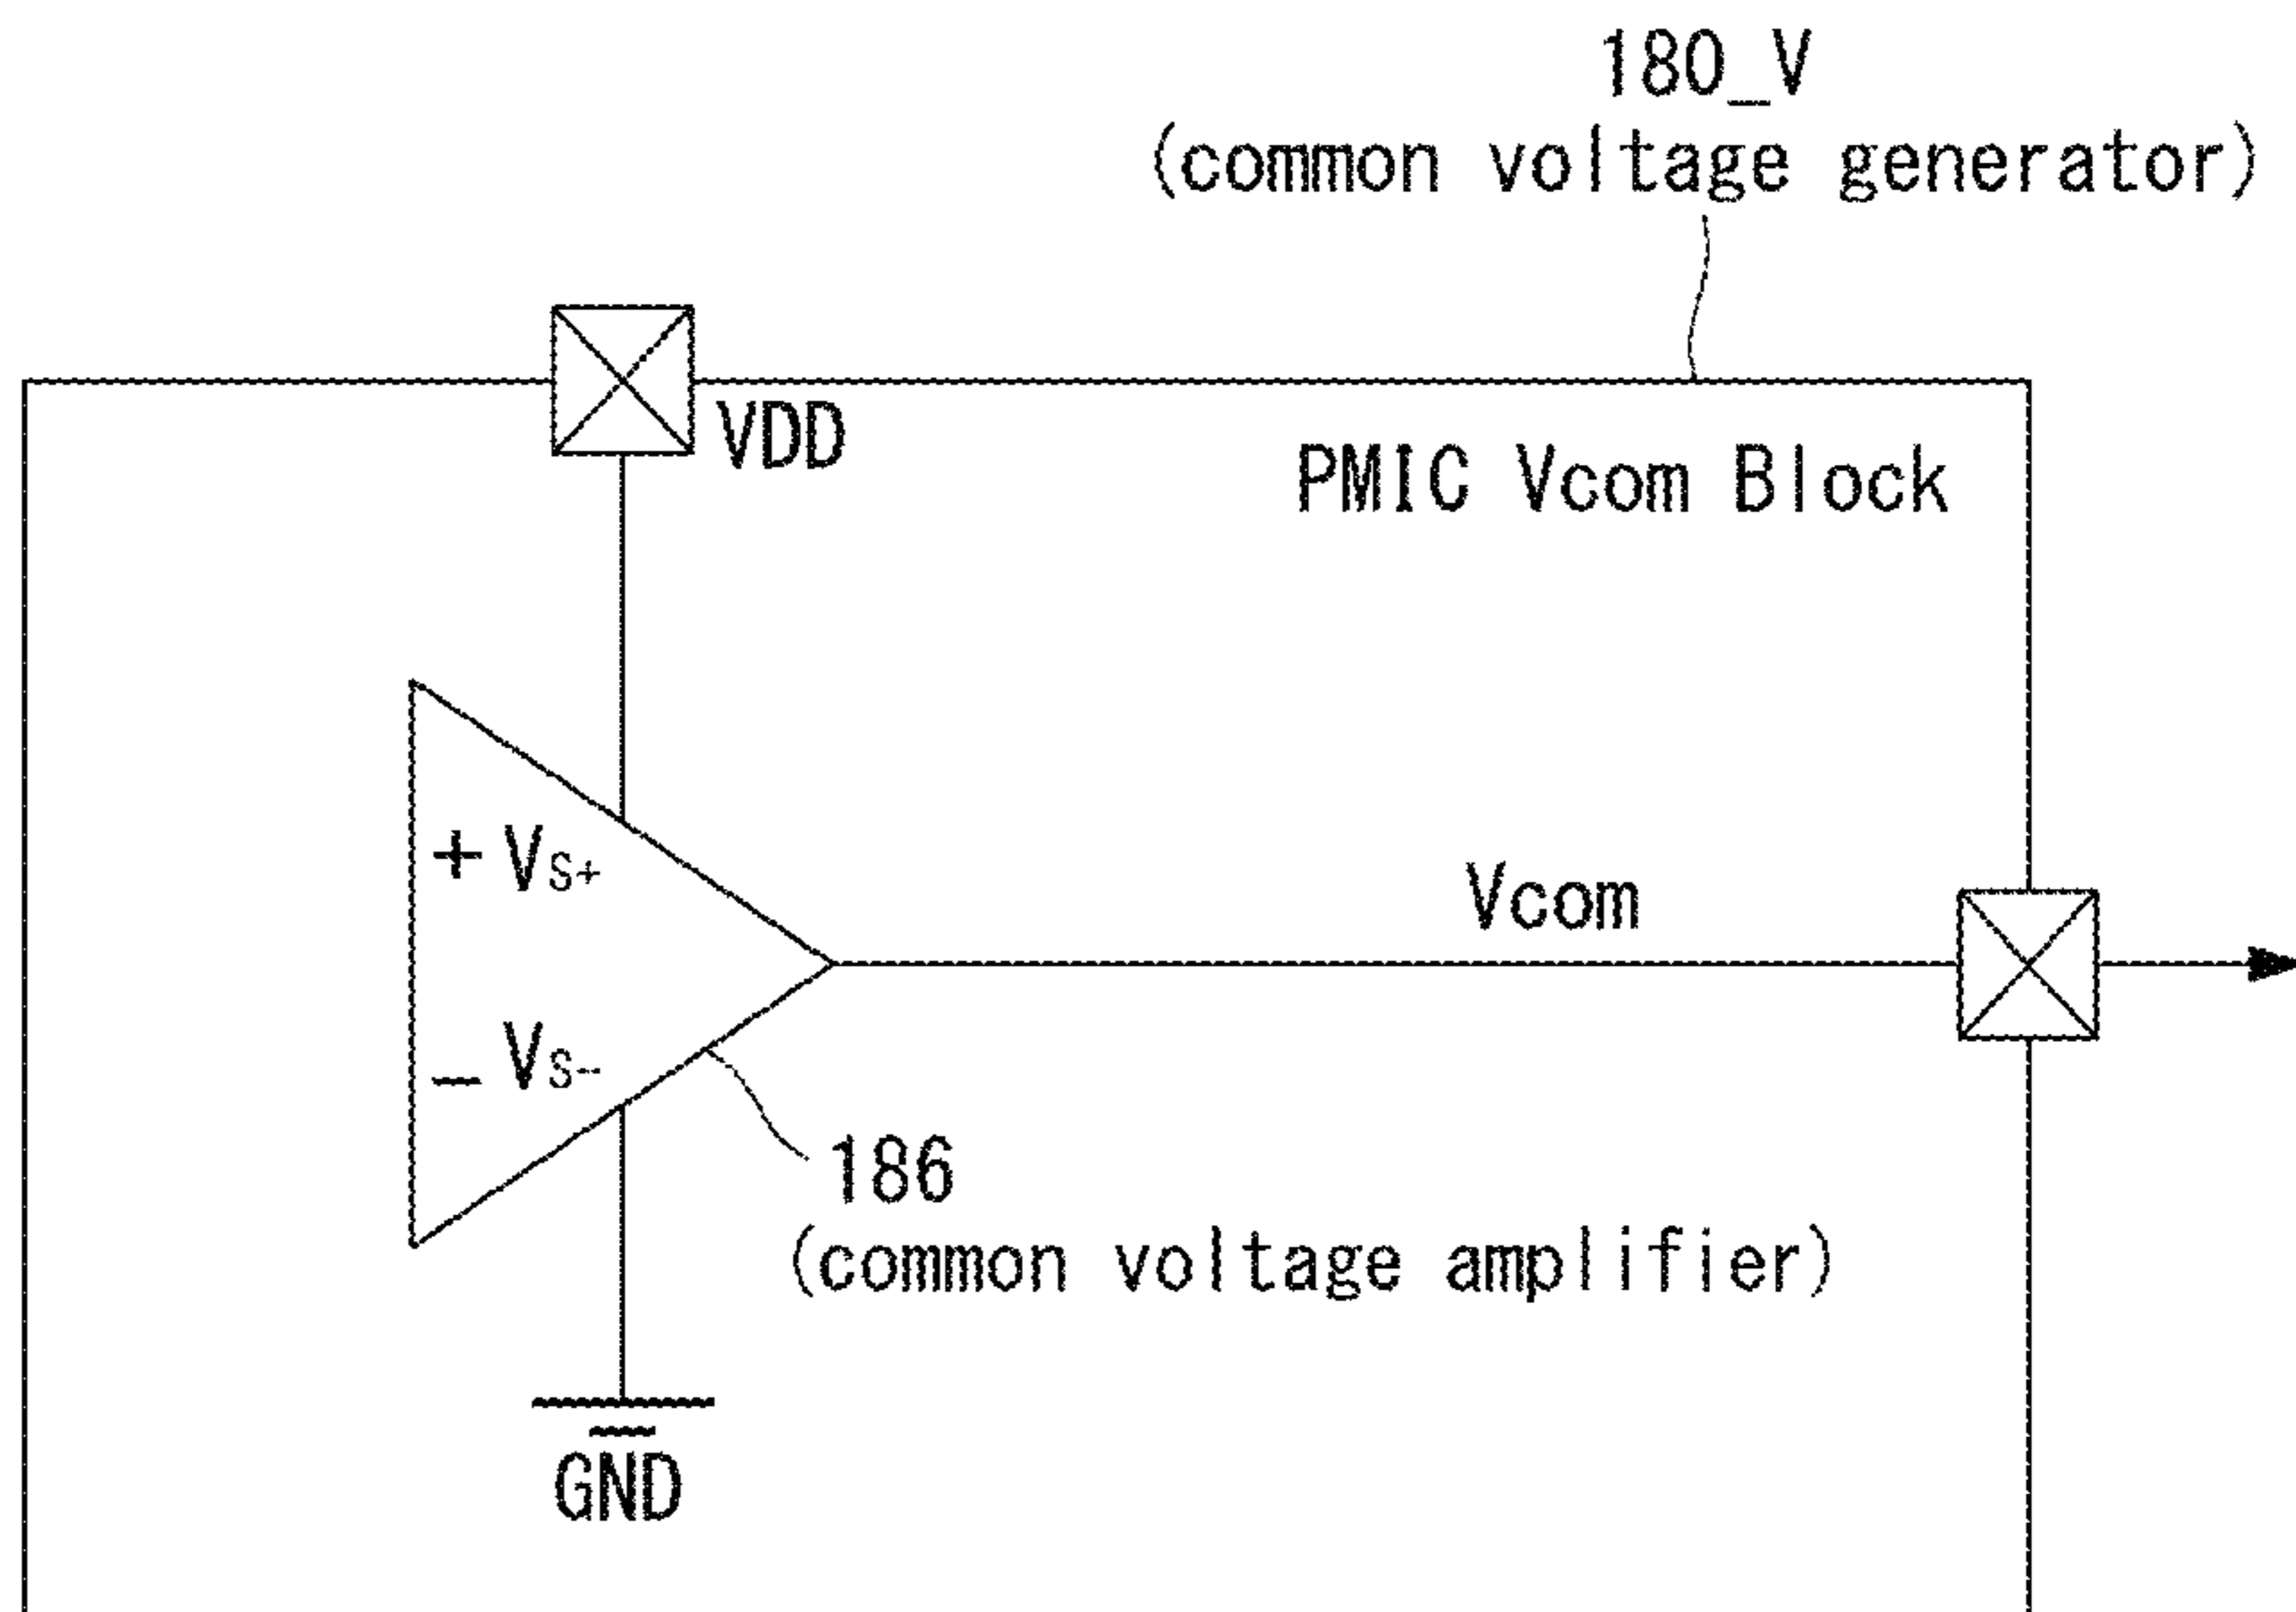 180_V
(common voltage generator)
VDD
PMIC Vcom Block
+ VS+
Vcom
- VS-
186
(common voltage amplifier)
GND